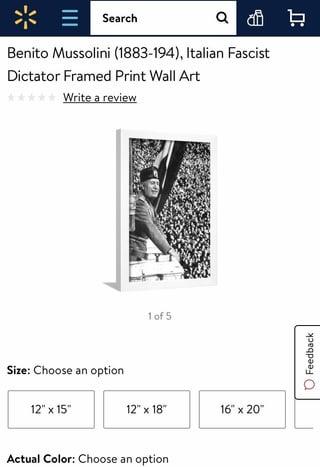 Search
Benito Mussolini (1883-194), Italian Fascist
Dictator Framed Print Wall Art
Write a review
1 of 5
Feedback
Size: Choose an option
12" x 15"
12" x 18"
16" x 20"
Actual Color: Choose an option